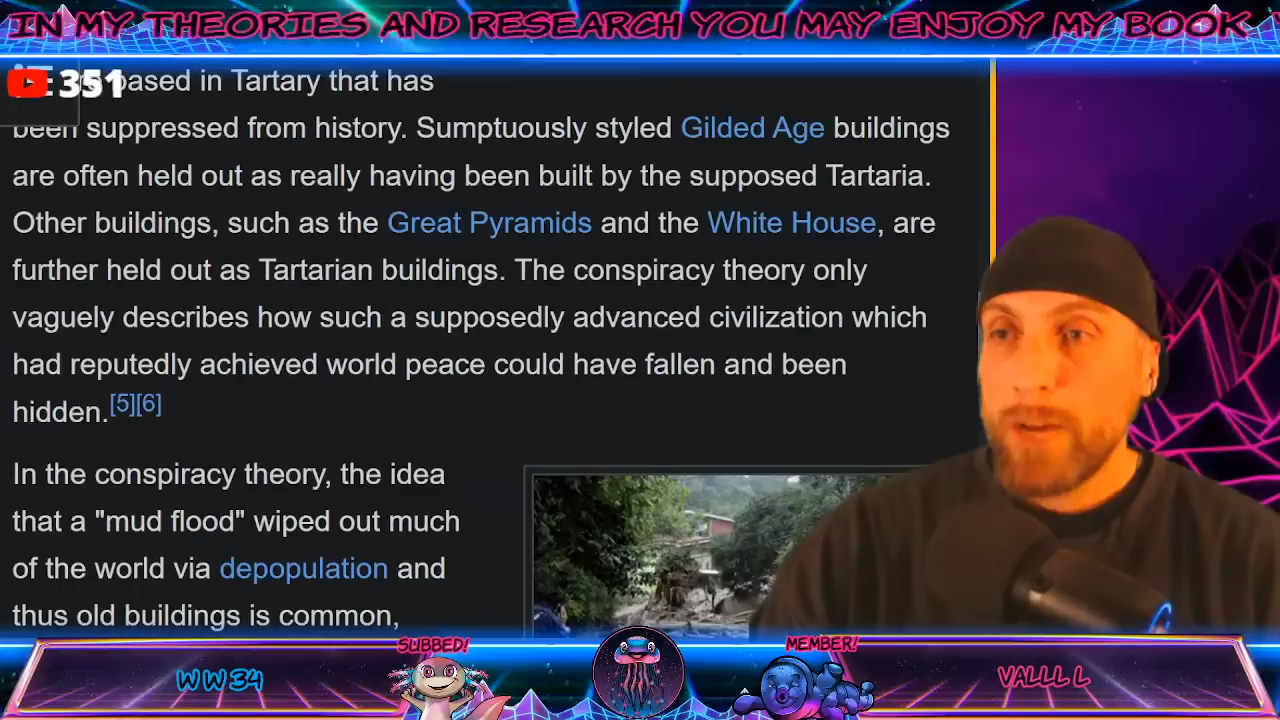 IN MY THEORIES AND RESEARCH YOU MAY ENJOY MY BOOK
351
based in Tartary that has
been suppressed from history. Sumptuously styled Gilded Age buildings
are often held out as really having been built by the supposed Tartaria.
Other buildings, such as the Great Pyramids and the White House, are
further held out as Tartarian buildings. The conspiracy theory only
vaguely describes how such a supposedly advanced civilization which
had reputedly achieved world peace could have fallen and been
hidden.[5][6]
In the conspiracy theory, the idea
that a "mud flood" wiped out much
of the world via depopulation and
thus old buildings is common,
SUBBED!
WW34
MEMBER!
VALLL L